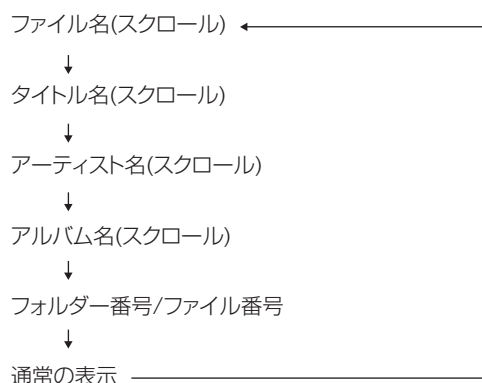 ファイル名(スクロール)
タイトル名(スクロール)
アーティスト名(スクロール)
アルバム名(スクロール)
フォルダー番号/ファイル番号
通常の表示